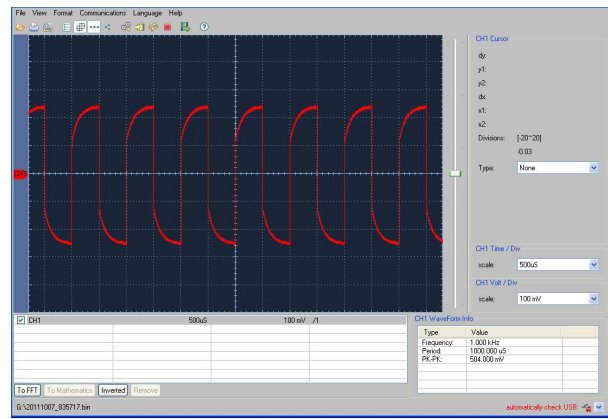 File View Format Communications Language Help
CH1 Cursor
dy:
y1:
y2:
dx:
x1:
x2:
Divisions: [-20~20]
-0.03
Type: None
CH1 Time / Div
scale: 500uS
CH1 Volt / Div
scale: 100 mV
CH1 500uS 100 mV /1
CH1 WaveForm Info
Type Value
Frequency: 1.000 kHz
Period: 1000.000 uS
PK-PK: 504.000 mV
To FFT To Mathematics Inverted Remove
G:\20111007_835717.bin automatically check USB: